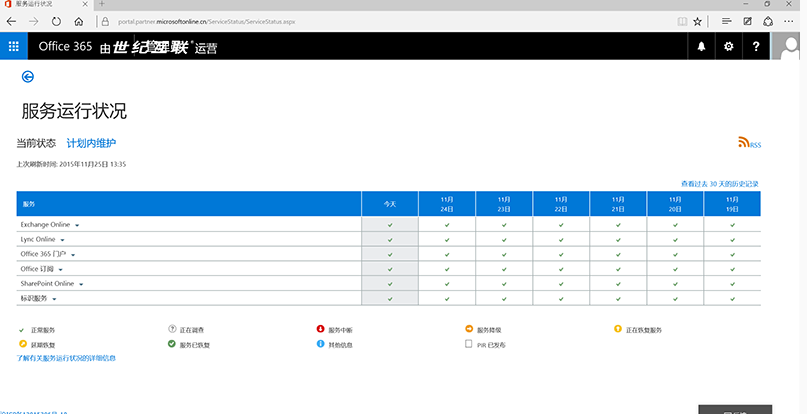 服务运行状况
portal.partner.microsoftonline.cn/ServiceStatus/ServiceStatus.aspx
Office 365 由 世纪互联 运营
服务运行状况
当前状态 计划内维护
RSS
上次刷新时间: 2015年11月25日 13:35
查看过去 30 天的历史记录
服务 今天 11月 24日 11月 23日 11月 22日 11月 21日 11月 20日 11月 19日
Exchange Online
Lync Online
Office 365 门户
Office 订阅
SharePoint Online
标识服务
正常服务 正在调查 服务中断 服务降级 正在恢复服务
延期恢复 服务已恢复 其他信息 PIR 已发布
了解有关服务运行状况的详细信息